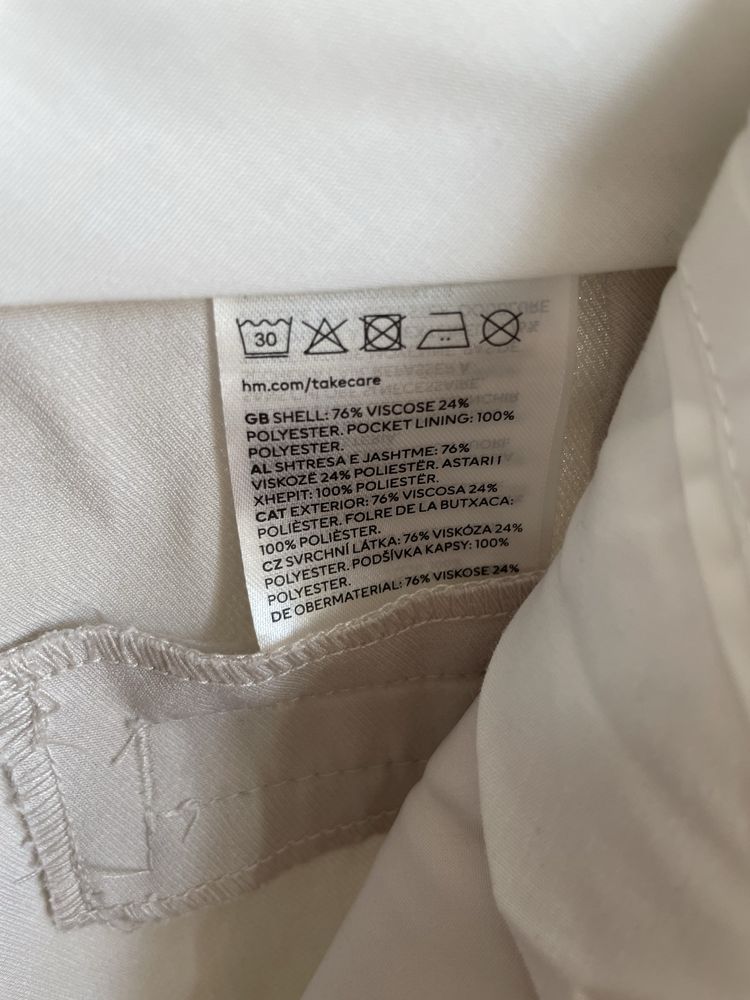 30
hm.com/takecare
GB SHELL: 76% VISCOSE 24%
POLYESTER. POCKET LINING: 100%
POLYESTER.
AL SHTRESA E JASHTME: 76%
VISKOZË 24% POLIESTËR. ASTARI I
XHEPIT: 100% POLIESTËR.
CAT EXTERIOR: 76% VISCOSA 24%
POLIÈSTER. FOLRE DE LA BUTXACA:
100% POLIÈSTER.
CZ SVRCHNÍ LÁTKA: 76% VISKÓZA 24%
POLYESTER. PODŠÍVKA KAPSY: 100%
POLYESTER.
DE OBERMATERIAL: 76% VISKOSE 24%